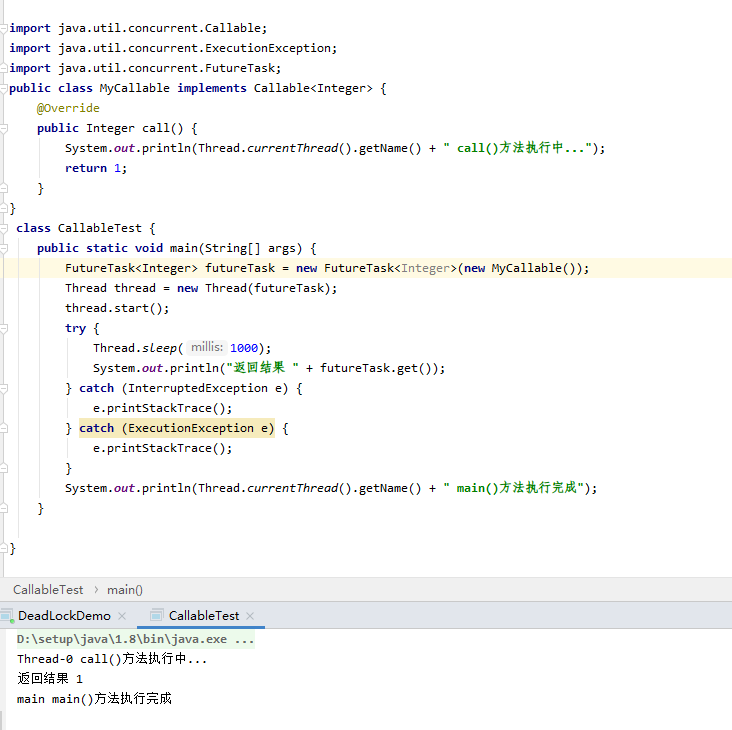 import java.util.concurrent.Callable;
import java.util.concurrent.ExecutionException;
import java.util.concurrent.FutureTask;
public class MyCallable implements Callable<Integer> {
    @Override
    public Integer call() {
        System.out.println(Thread.currentThread().getName() + " call()方法执行中...");
        return 1;
    }
}
 class CallableTest {
    public static void main(String[] args) {
        FutureTask<Integer> futureTask = new FutureTask<Integer>(new MyCallable());
        Thread thread = new Thread(futureTask);
        thread.start();
        try {
            Thread.sleep( millis: 1000);
            System.out.println("返回结果 " + futureTask.get());
        } catch (InterruptedException e) {
            e.printStackTrace();
        } catch (ExecutionException e) {
            e.printStackTrace();
        }
        System.out.println(Thread.currentThread().getName() + " main()方法执行完成");
    }
}
CallableTest > main()
DeadLockDemo × CallableTest ×
D:\setup\java\1.8\bin\java.exe ...
Thread-0 call()方法执行中...
返回结果 1
main main()方法执行完成